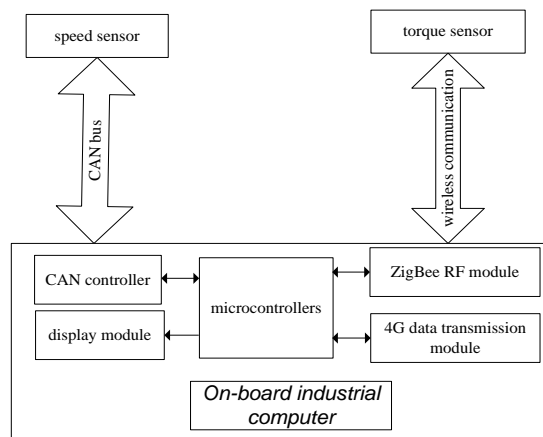 speed sensor
torque sensor
CAN bus
wireless communication
CAN controller
microcontrollers
ZigBee RF module
display module
4G data transmission
module
On-board industrial
computer